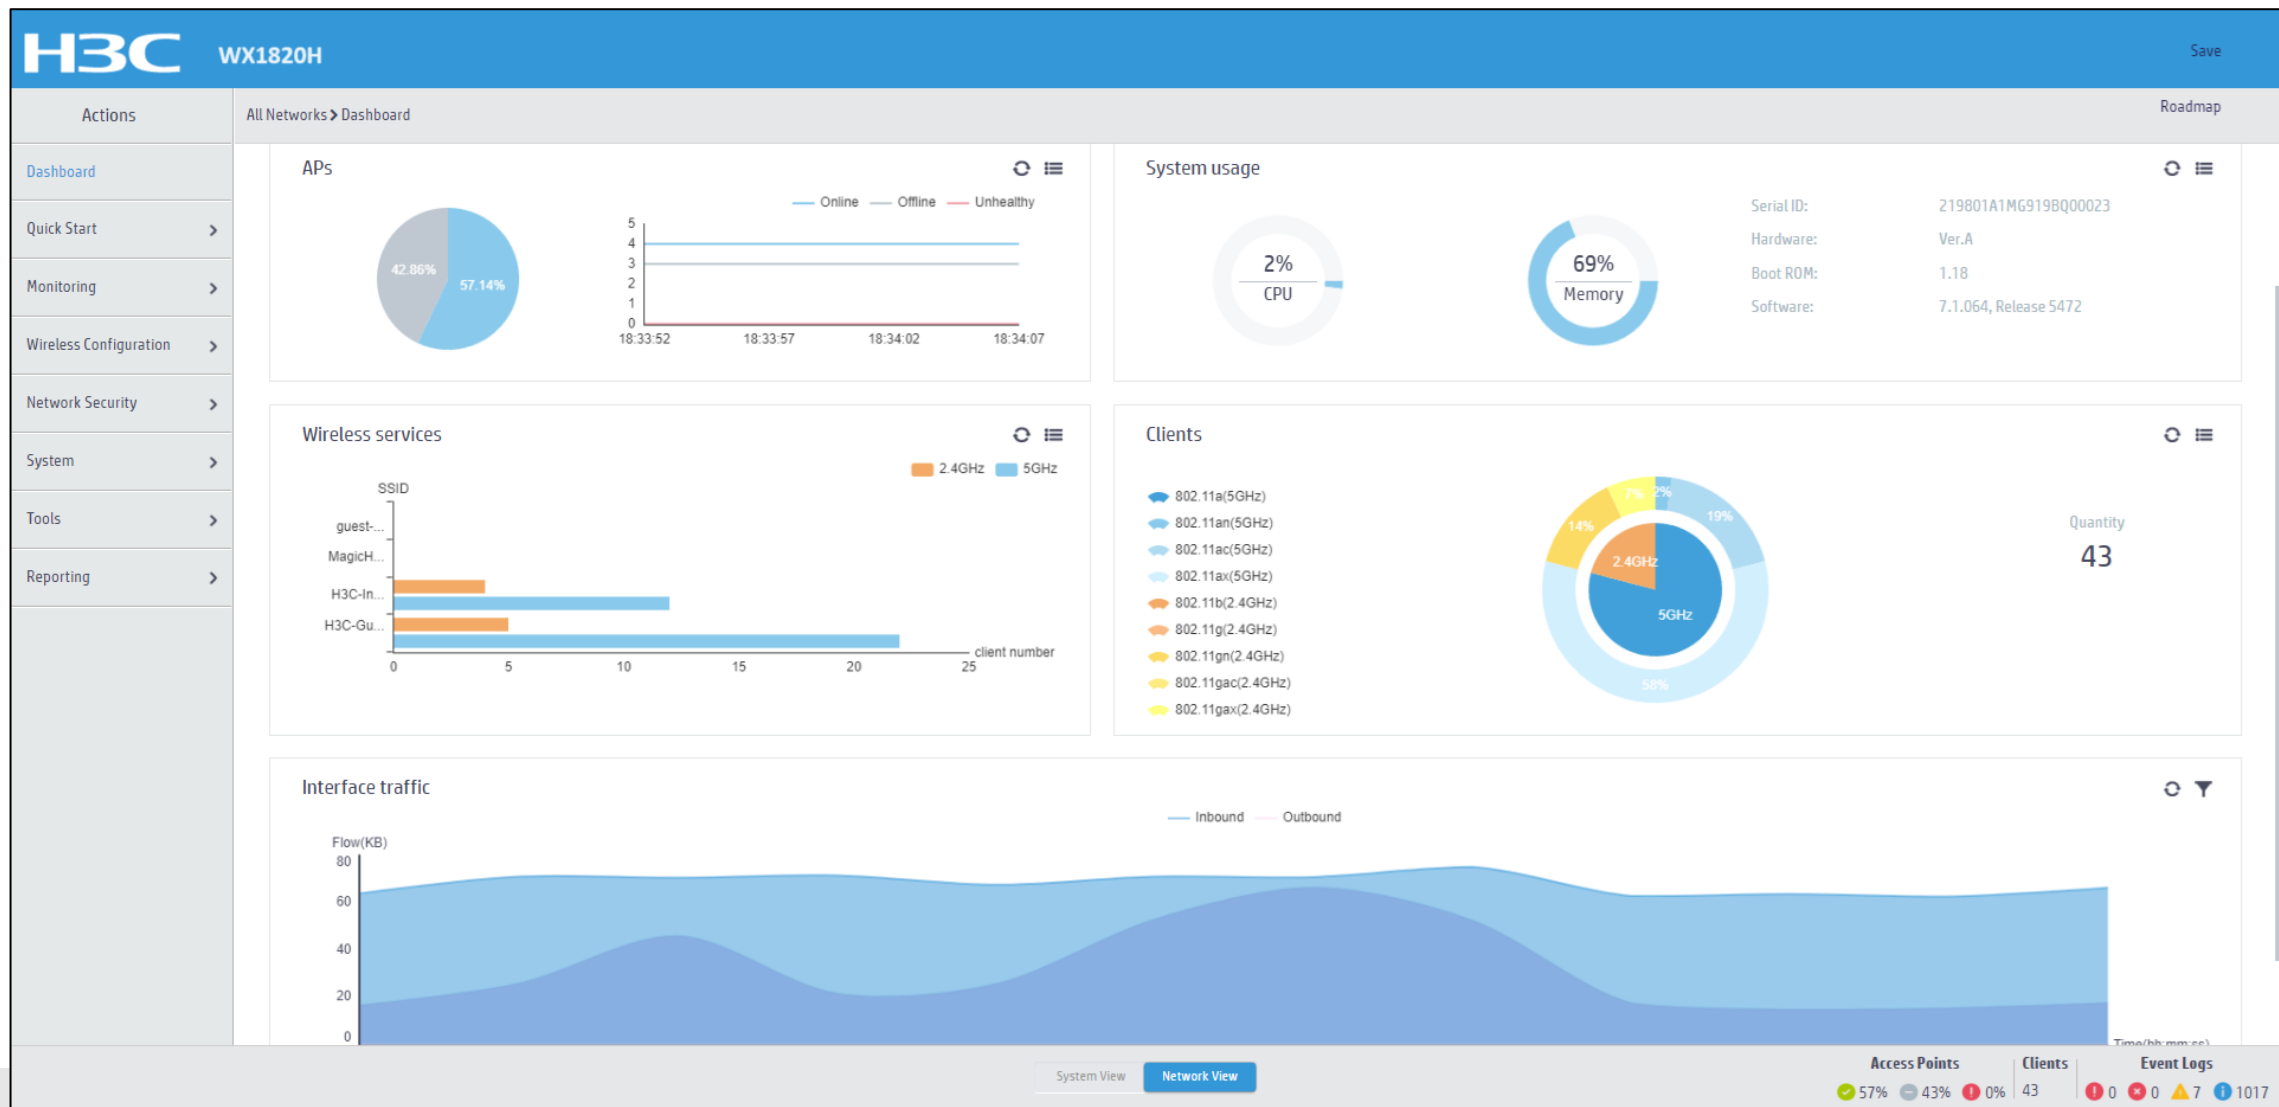 H3C WX1820H
Save
Actions
All Networks > Dashboard
Roadmap
Dashboard
Quick Start
Monitoring
Wireless Configuration
Network Security
System
Tools
Reporting
APs
Online Offline Unhealthy
42.86%
57.14%
5
4
3
2
1
0
18:33:52 18:33:57 18:34:02 18:34:07
System usage
2%
CPU
69%
Memory
Serial ID: 219801A1MG919BQ00023
Hardware: Ver.A
Boot ROM: 1.18
Software: 7.1.064, Release 5472
Wireless services
2.4GHz 5GHz
SSID
guest-...
MagicH...
H3C-In...
H3C-Gu...
client number
0 5 10 15 20 25
Clients
802.11a(5GHz)
802.11an(5GHz)
802.11ac(5GHz)
802.11ax(5GHz)
802.11b(2.4GHz)
802.11g(2.4GHz)
802.11gn(2.4GHz)
802.11gac(2.4GHz)
802.11gax(2.4GHz)
7% 2%
19%
14%
2.4GHz
5GHz
58%
Quantity
43
Interface traffic
Inbound Outbound
Flow(KB)
80
60
40
20
0
Time(hh:mm:ss)
System View Network View
Access Points Clients Event Logs
57% 43% 0% 43 0 0 7 1017